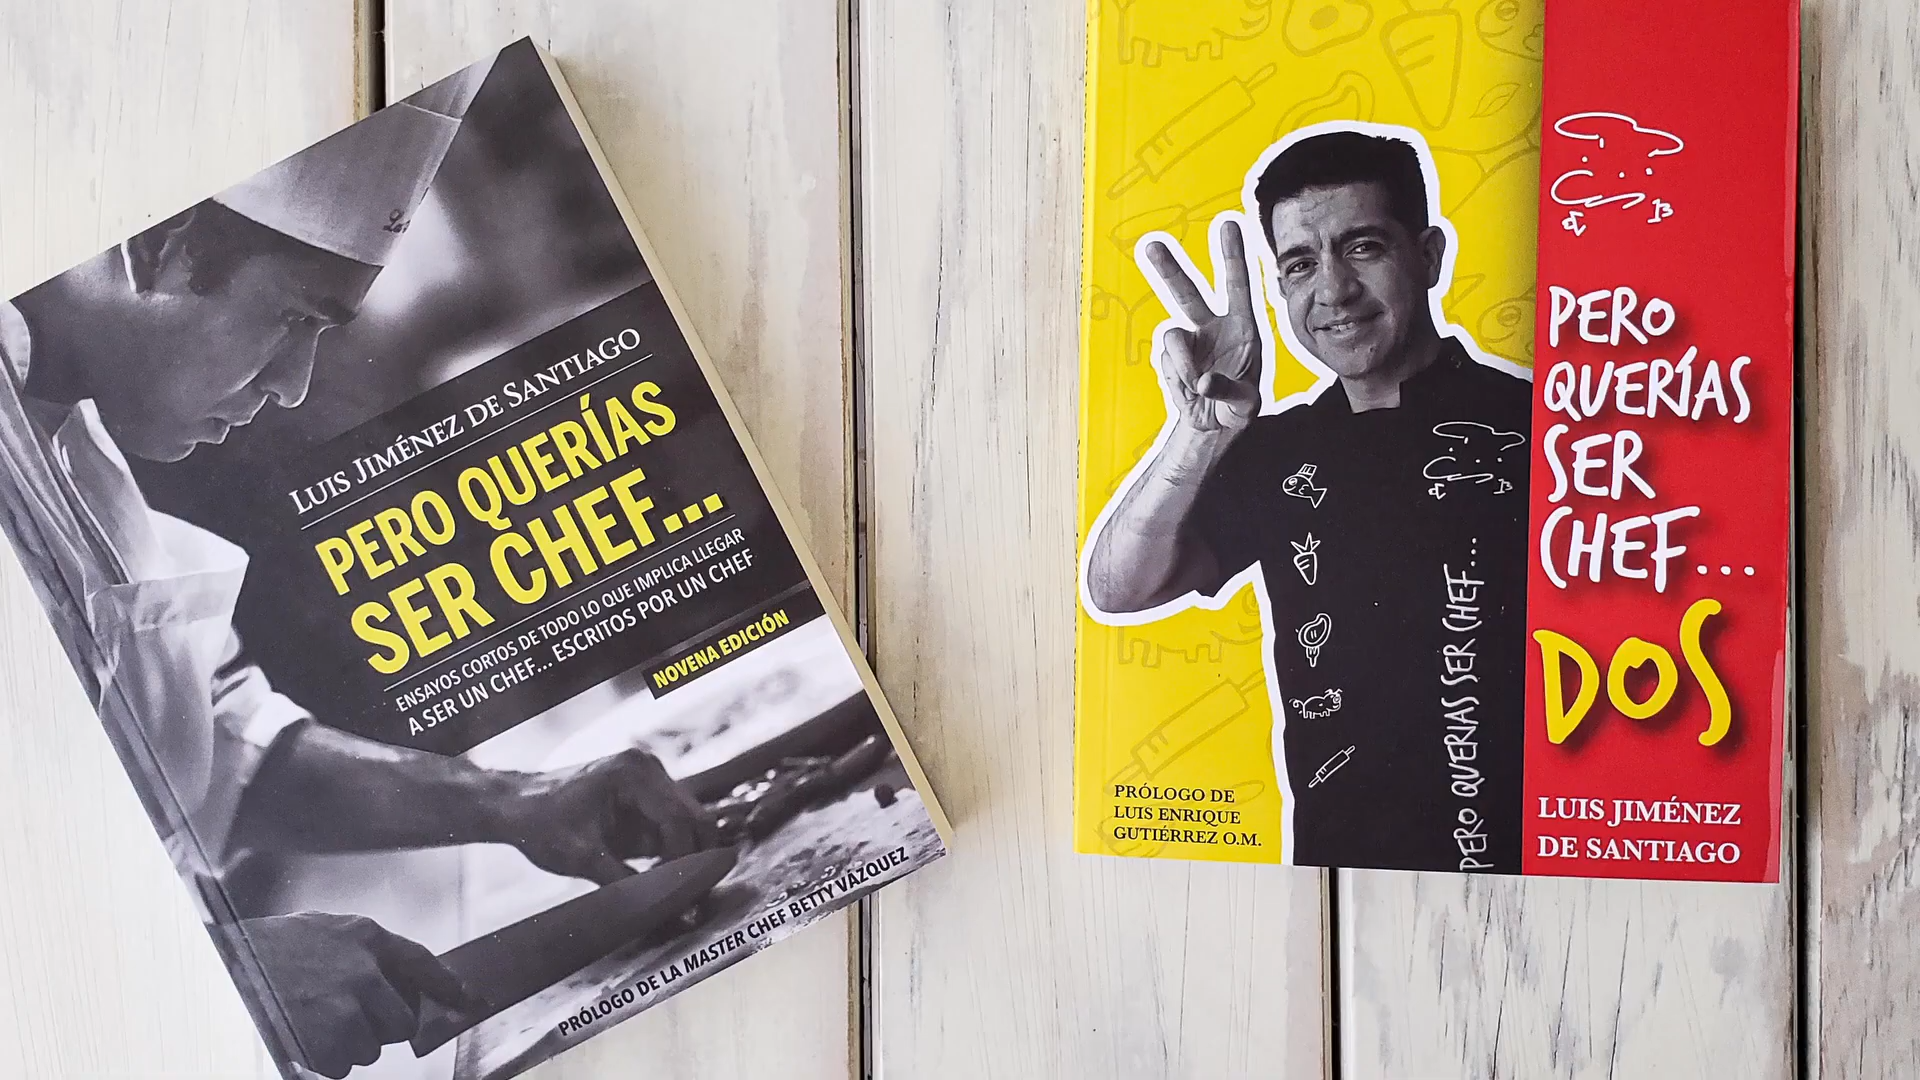 LUIS JIMÉNEZ DE SANTIAGO
PERO QUERÍAS
SER CHEF...
ENSAYOS CORTOS DE TODO LO QUE IMPLICA LLEGAR
A SER UN CHEF... ESCRITOS POR UN CHEF
NOVENA EDICIÓN
PRÓLOGO DE LA MASTER CHEF BETTY VÁZQUEZ
PERO
QUERÍAS
SER
CHEF...
DOS
LUIS JIMÉNEZ
DE SANTIAGO
PERO QUERIAS SER CHEF...
PRÓLOGO DE
LUIS ENRIQUE
GUTIÉRREZ O.M.